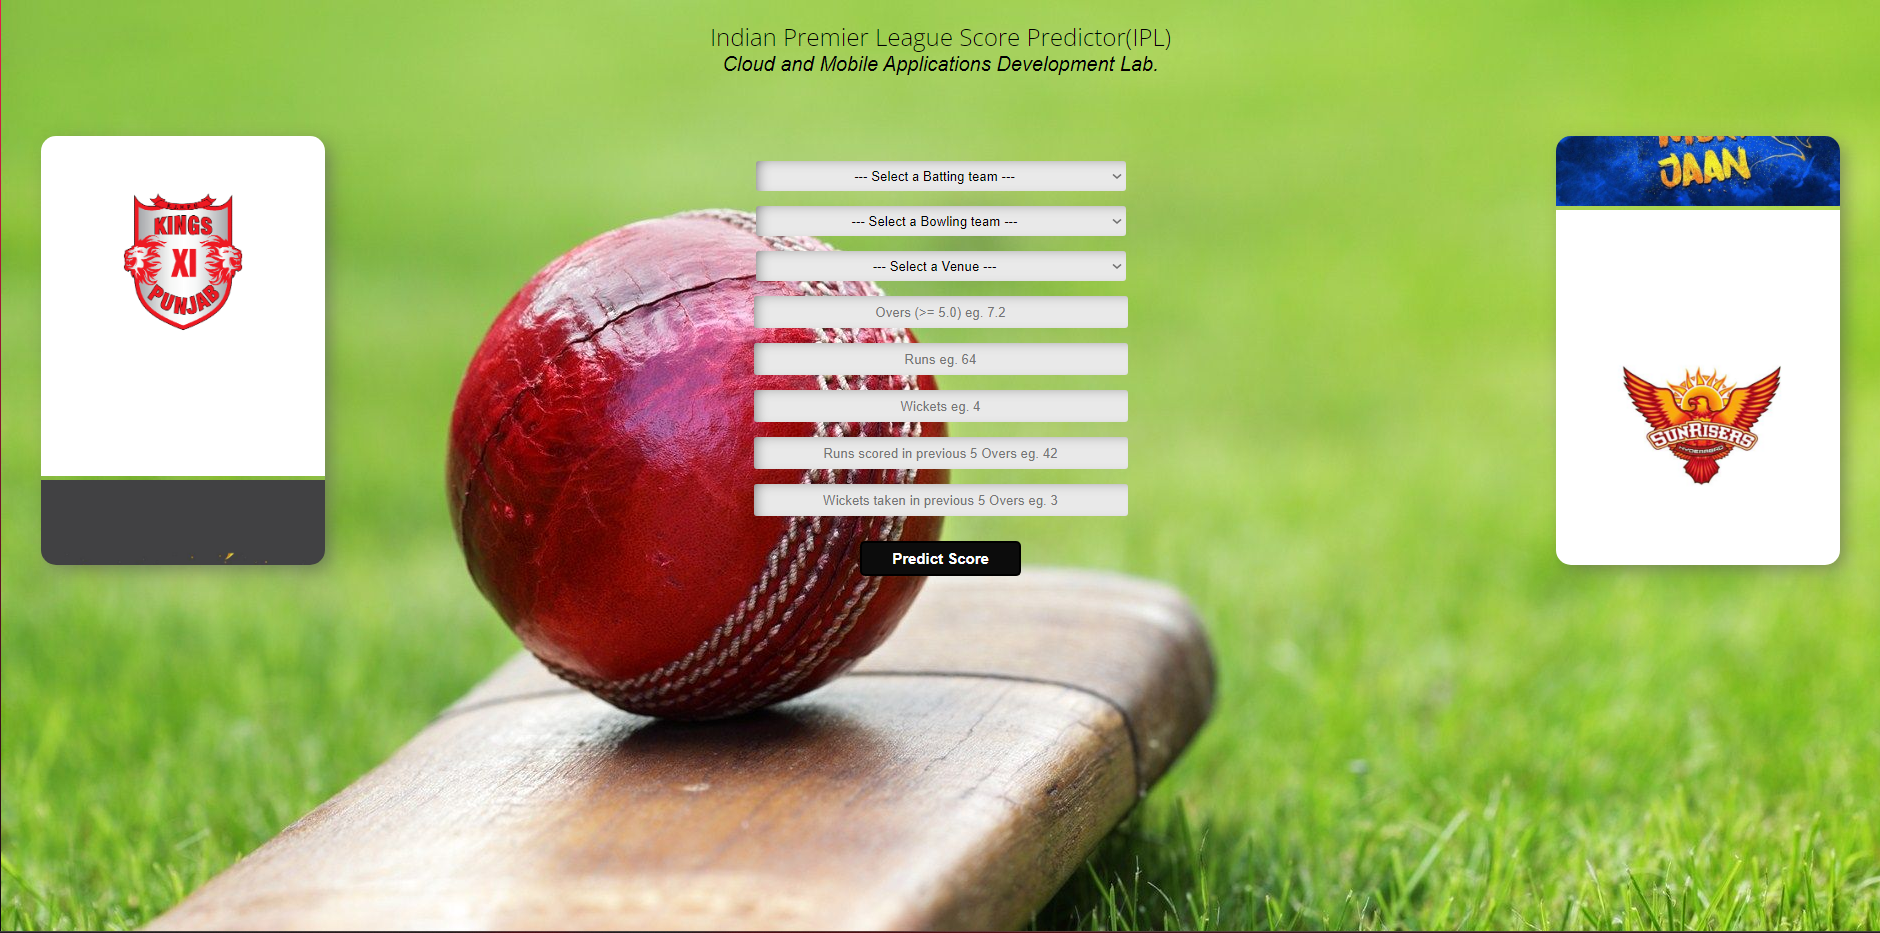 Indian Premier League Score Predictor(IPL)
Cloud and Mobile Applications Development Lab.
KINGS
XI
PUNJAB
JAAN
--- Select a Batting team ---
--- Select a Bowling team ---
--- Select a Venue ---
Overs (>= 5.0) eg. 7.2
Runs eg. 64
Wickets eg. 4
Runs scored in previous 5 Overs eg. 42
Wickets taken in previous 5 Overs eg. 3
Predict Score
SUNRISERS